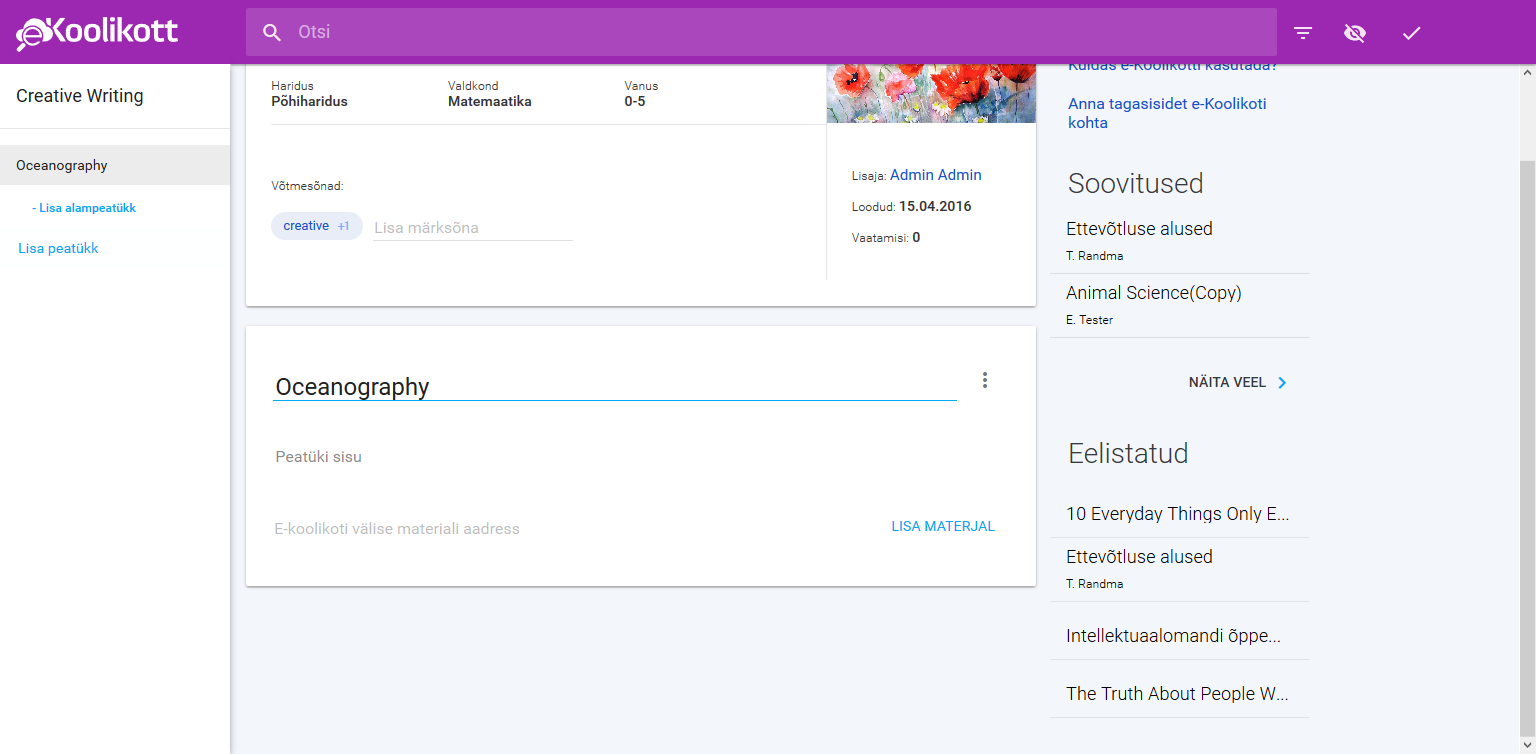 eKoolikott
Otsi
Creative Writing
Oceanography
- Lisa alampeatükk
Lisa peatükk
Haridus
Põhiharidus
Valdkond
Matemaatika
Vanus
0-5
Võtmesõnad:
creative +1
Lisa märksõna
Lisaja: Admin Admin
Loodud: 15.04.2016
Vaatamisi: 0
Oceanography
Peatüki sisu
E-koolikoti välise materiali aadress
LISA MATERJAL
Kuidas e-Koolikotti kasutada?
Anna tagasisidet e-Koolikoti
kohta
Soovitused
Ettevõtluse alused
T. Randma
Animal Science(Copy)
E. Tester
NÄITA VEEL
Eelistatud
10 Everyday Things Only E...
Ettevõtluse alused
T. Randma
Intellektuaalomandi õppe...
The Truth About People W...